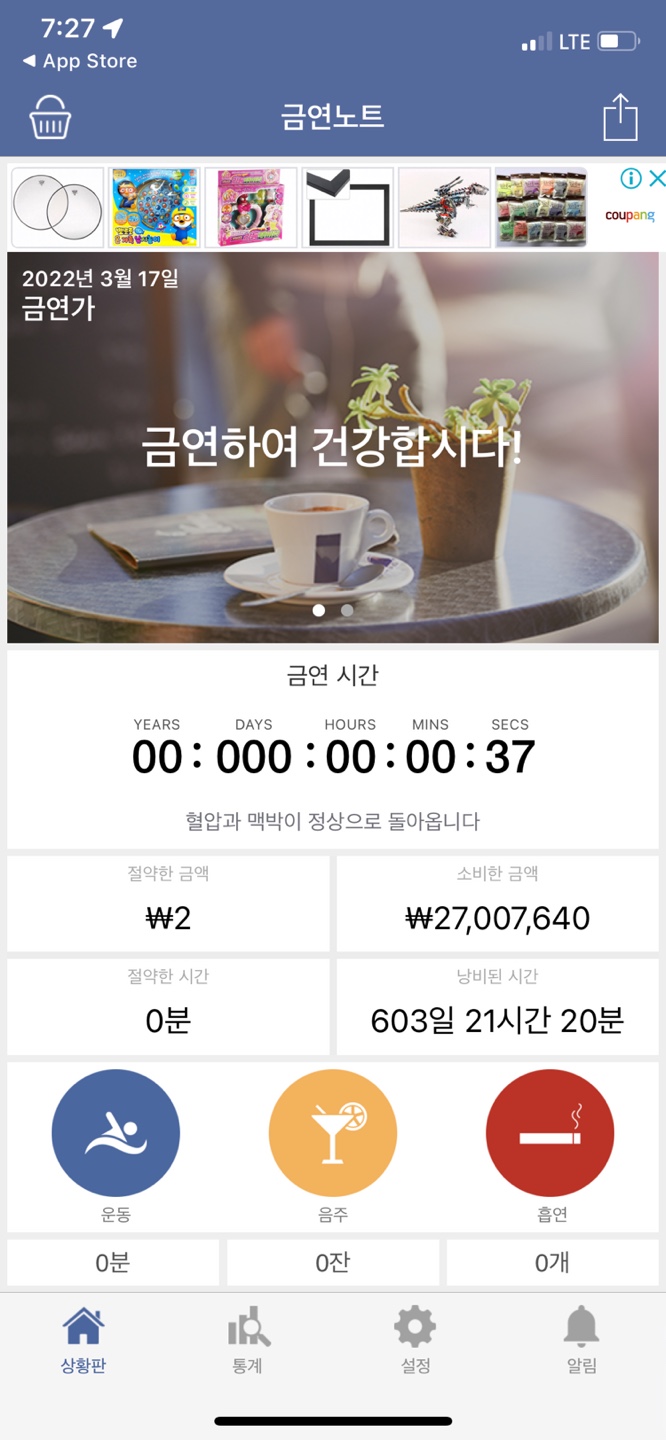 7:27
LTE
◀ App Store
금연노트
coupang
2022년 3월 17일
금연가
금연하여 건강합시다!
금연 시간
YEARS DAYS HOURS MINS SECS
00 : 000 : 00 : 00 : 37
혈압과 맥박이 정상으로 돌아옵니다
절약한 금액
₩2
소비한 금액
₩27,007,640
절약한 시간
0분
낭비된 시간
603일 21시간 20분
운동 음주 흡연
0분 0잔 0개
상황판 통계 설정 알림